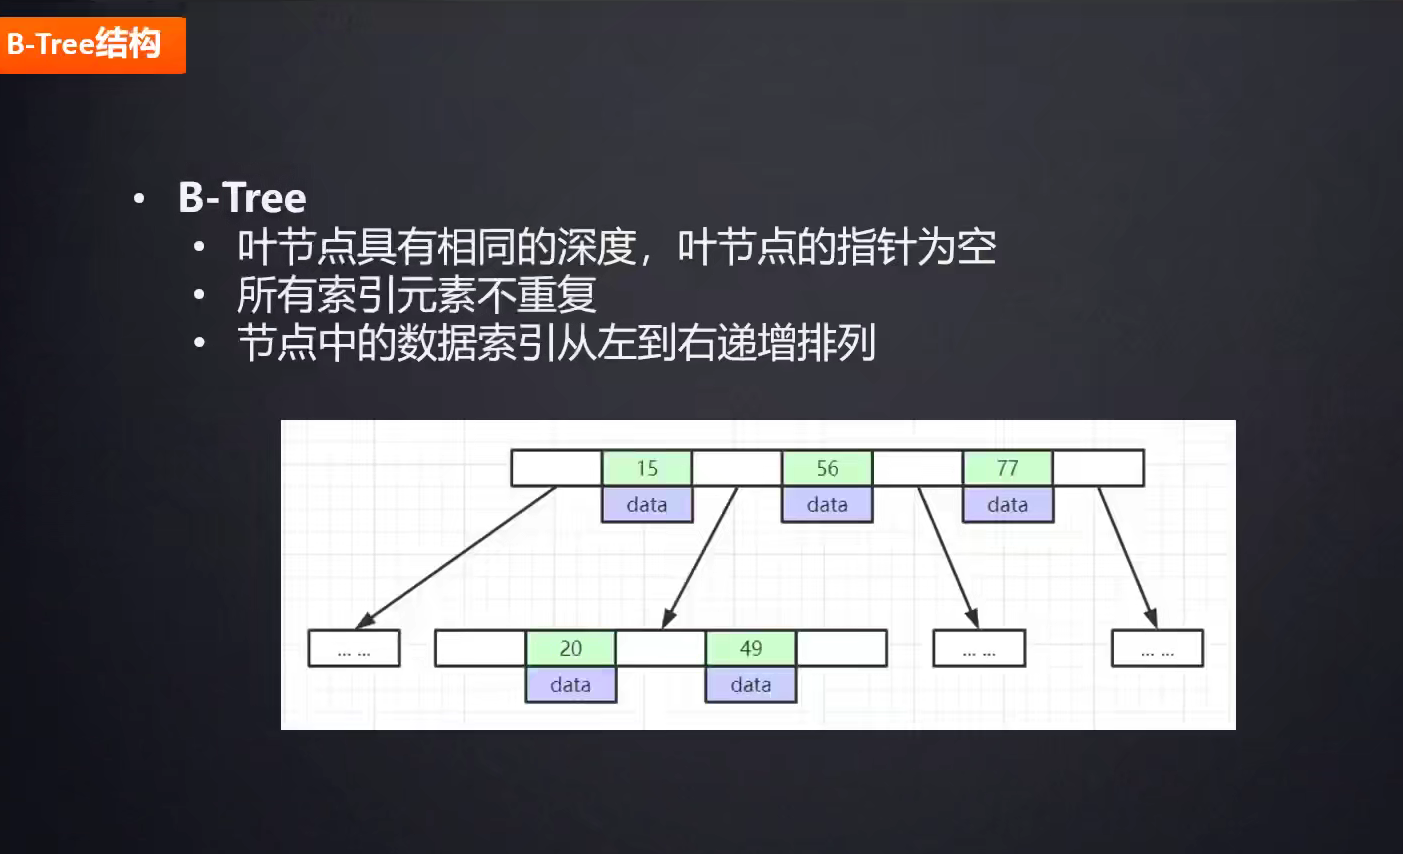 B-Tree结构
• B-Tree
• 叶节点具有相同的深度，叶节点的指针为空
• 所有索引元素不重复
• 节点中的数据索引从左到右递增排列
15 56 77
data data data
... ... 20 49 ... ... ... ...
data data